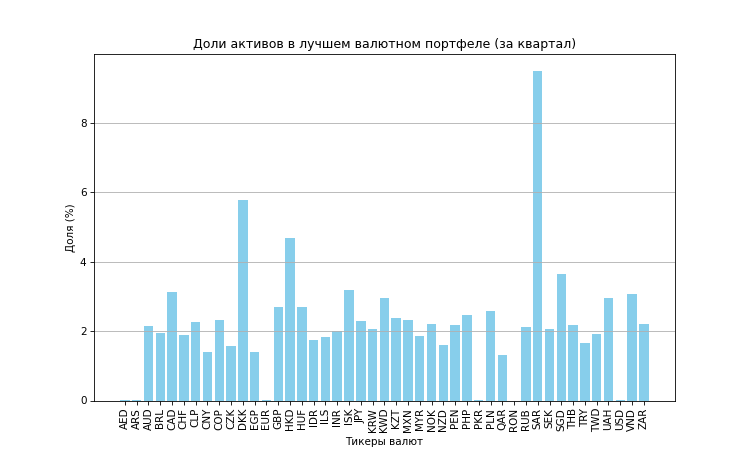 Доли активов в лучшем валютном портфеле (за квартал)
Доля (%)
8
6
4
2
0
AED ARS AUD BRL CAD CHF CLP CNY COP CZK DKK EGP EUR GBP HKD HUF IDR ILS INR ISK JPY KRW KWD KZT MXN MYR NOK NZD PEN PHP PKR PLN QAR RON RUB SAR SEK SGD THB TRY TWD UAH USD VND ZAR
Тикеры валют